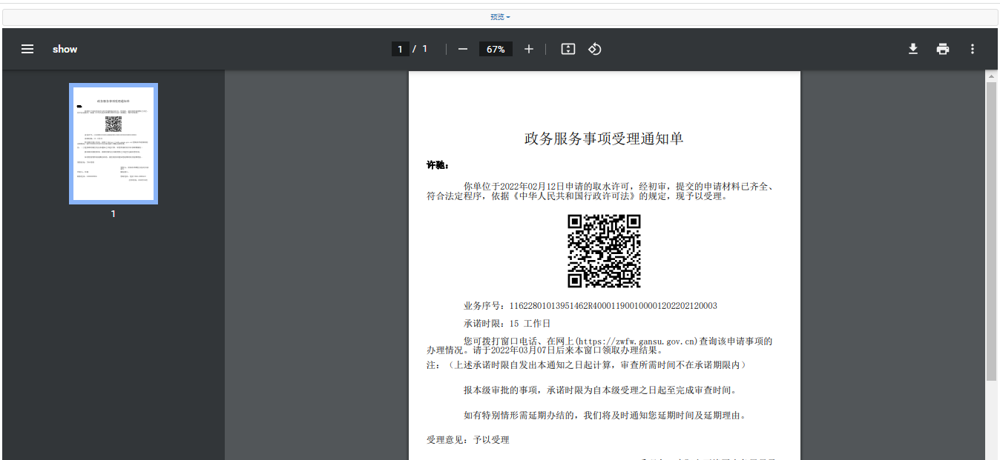 预览
show
1 / 1
67%
1
政务服务事项受理通知单
许驰：
你单位于2022年02月12日申请的取水许可，经初审，提交的申请材料已齐全、
符合法定程序，依据《中华人民共和国行政许可法》的规定，现予以受理。
业务序号：11622801013951462R4000119001000012022021​20003
承诺时限：15 工作日
您可拨打窗口电话、在网上(https://zwfw.gansu.gov.cn)查询该申请事项的
办理情况。请于2022年03月07日后来本窗口领取办理结果。
注：（上述承诺时限自发出本通知之日起计算，审查所需时间不在承诺期限内）
报本级审批的事项，承诺时限为自本级受理之日起至完成审查时间。
如有特别情形需延期办结的，我们将及时通知您延期时间及延期理由。
受理意见：予以受理